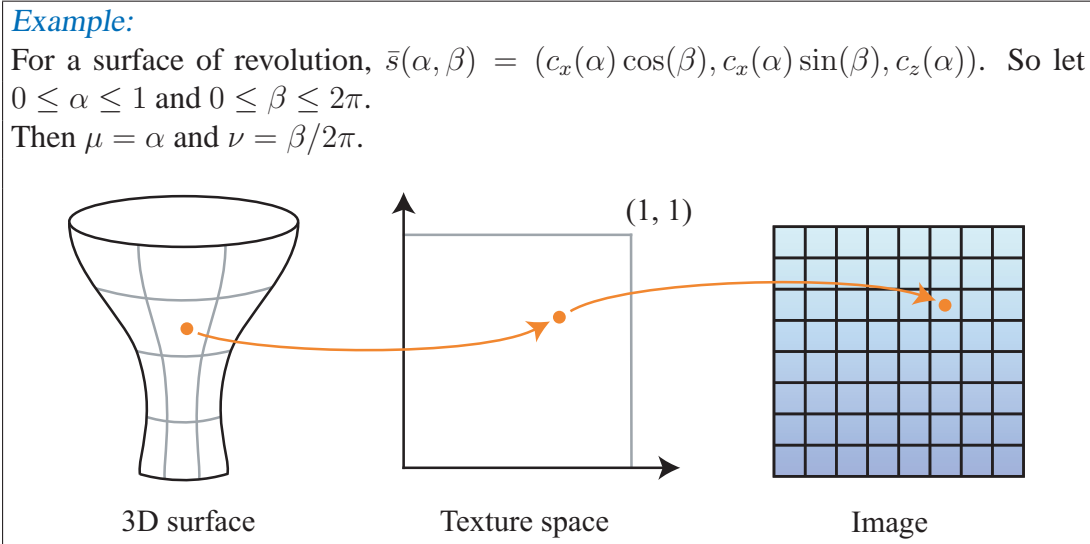 Example:
For a surface of revolution, s̄(α, β) = (cₓ(α) cos(β), cₓ(α) sin(β), c_z(α)). So let
0 ≤ α ≤ 1 and 0 ≤ β ≤ 2π.
Then μ = α and ν = β/2π.
(1, 1)
3D surface
Texture space
Image